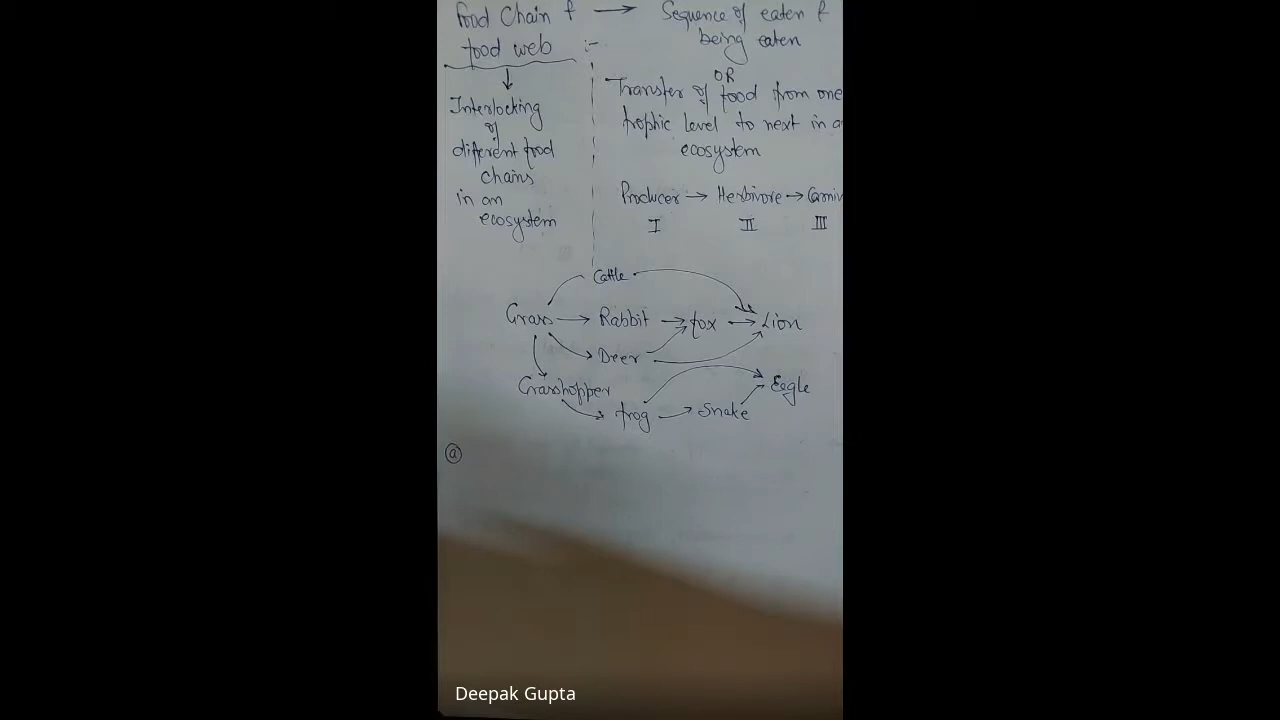 Food Chain &
food web :-
Interlocking
of
different food
chains
in an
ecosystem
→ Sequence of eaten &
being eaten
OR
Transfer of food from one
trophic level to next in a
ecosystem
Producer → Herbivore → Carniv
I II III
Cattle
Grass → Rabbit → fox → Lion
Deer
Grasshopper
Eagle
frog → Snake
ⓐ
Deepak Gupta